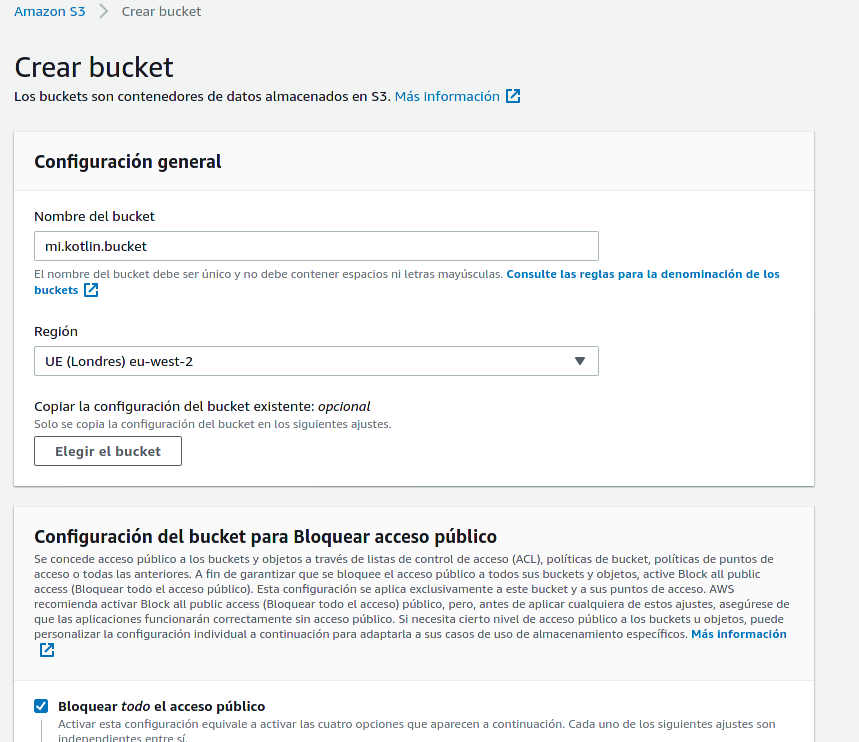 Amazon S3 > Crear bucket
Crear bucket
Los buckets son contenedores de datos almacenados en S3. Más información
Configuración general
Nombre del bucket
mi.kotlin.bucket
El nombre del bucket debe ser único y no debe contener espacios ni letras mayúsculas. Consulte las reglas para la denominación de los
buckets
Región
UE (Londres) eu-west-2
Copiar la configuración del bucket existente: opcional
Solo se copia la configuración del bucket en los siguientes ajustes.
Elegir el bucket
Configuración del bucket para Bloquear acceso público
Se concede acceso público a los buckets y objetos a través de listas de control de acceso (ACL), políticas de bucket, políticas de puntos de
acceso o todas las anteriores. A fin de garantizar que se bloquee el acceso público a todos sus buckets y objetos, active Block all public
access (Bloquear todo el acceso público). Esta configuración se aplica exclusivamente a este bucket y a sus puntos de acceso. AWS
recomienda activar Block all public access (Bloquear todo el acceso) público, pero, antes de aplicar cualquiera de estos ajustes, asegúrese de
que las aplicaciones funcionarán correctamente sin acceso público. Si necesita cierto nivel de acceso público a los buckets u objetos, puede
personalizar la configuración individual a continuación para adaptarla a sus casos de uso de almacenamiento específicos. Más información
Bloquear todo el acceso público
Activar esta configuración equivale a activar las cuatro opciones que aparecen a continuación. Cada uno de los siguientes ajustes son
independientes entre sí.